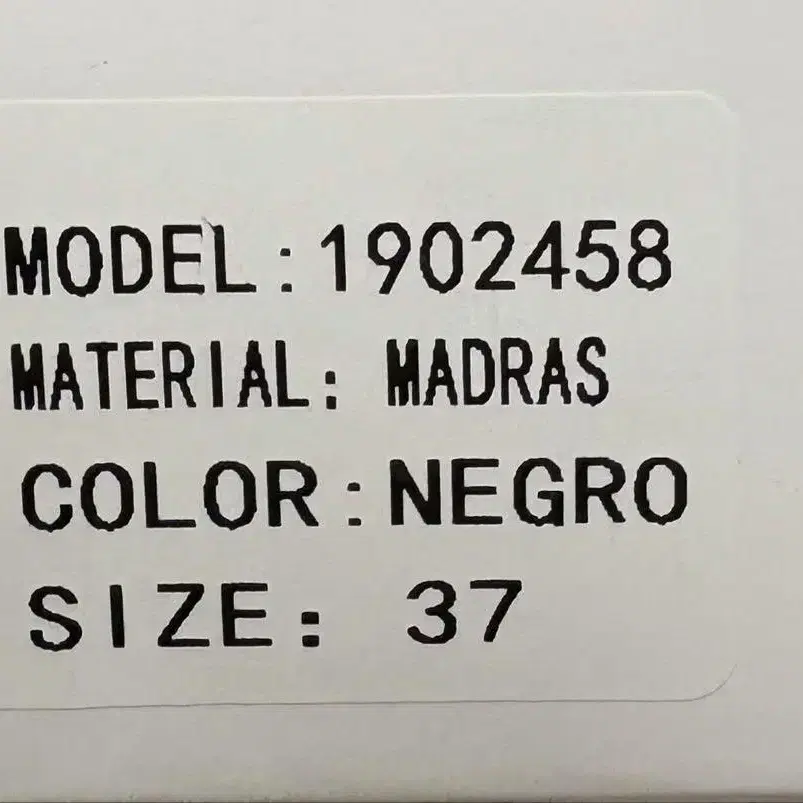 MODEL:1902458
MATERIAL: MADRAS
COLOR:NEGRO
SIZE: 37